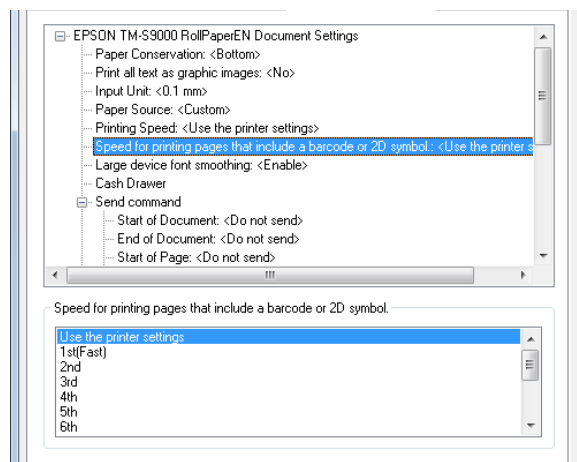 EPSON TM-S9000 RollPaperEN Document Settings
Paper Conservation: <Bottom>
Print all text as graphic images: <No>
Input Unit: <0.1 mm>
Paper Source: <Custom>
Printing Speed: <Use the printer settings>
Speed for printing pages that include a barcode or 2D symbol.: <Use the printer s
Large device font smoothing: <Enable>
Cash Drawer
Send command
Start of Document: <Do not send>
End of Document: <Do not send>
Start of Page: <Do not send>
Speed for printing pages that include a barcode or 2D symbol.
Use the printer settings
1st(Fast)
2nd
3rd
4th
5th
6th